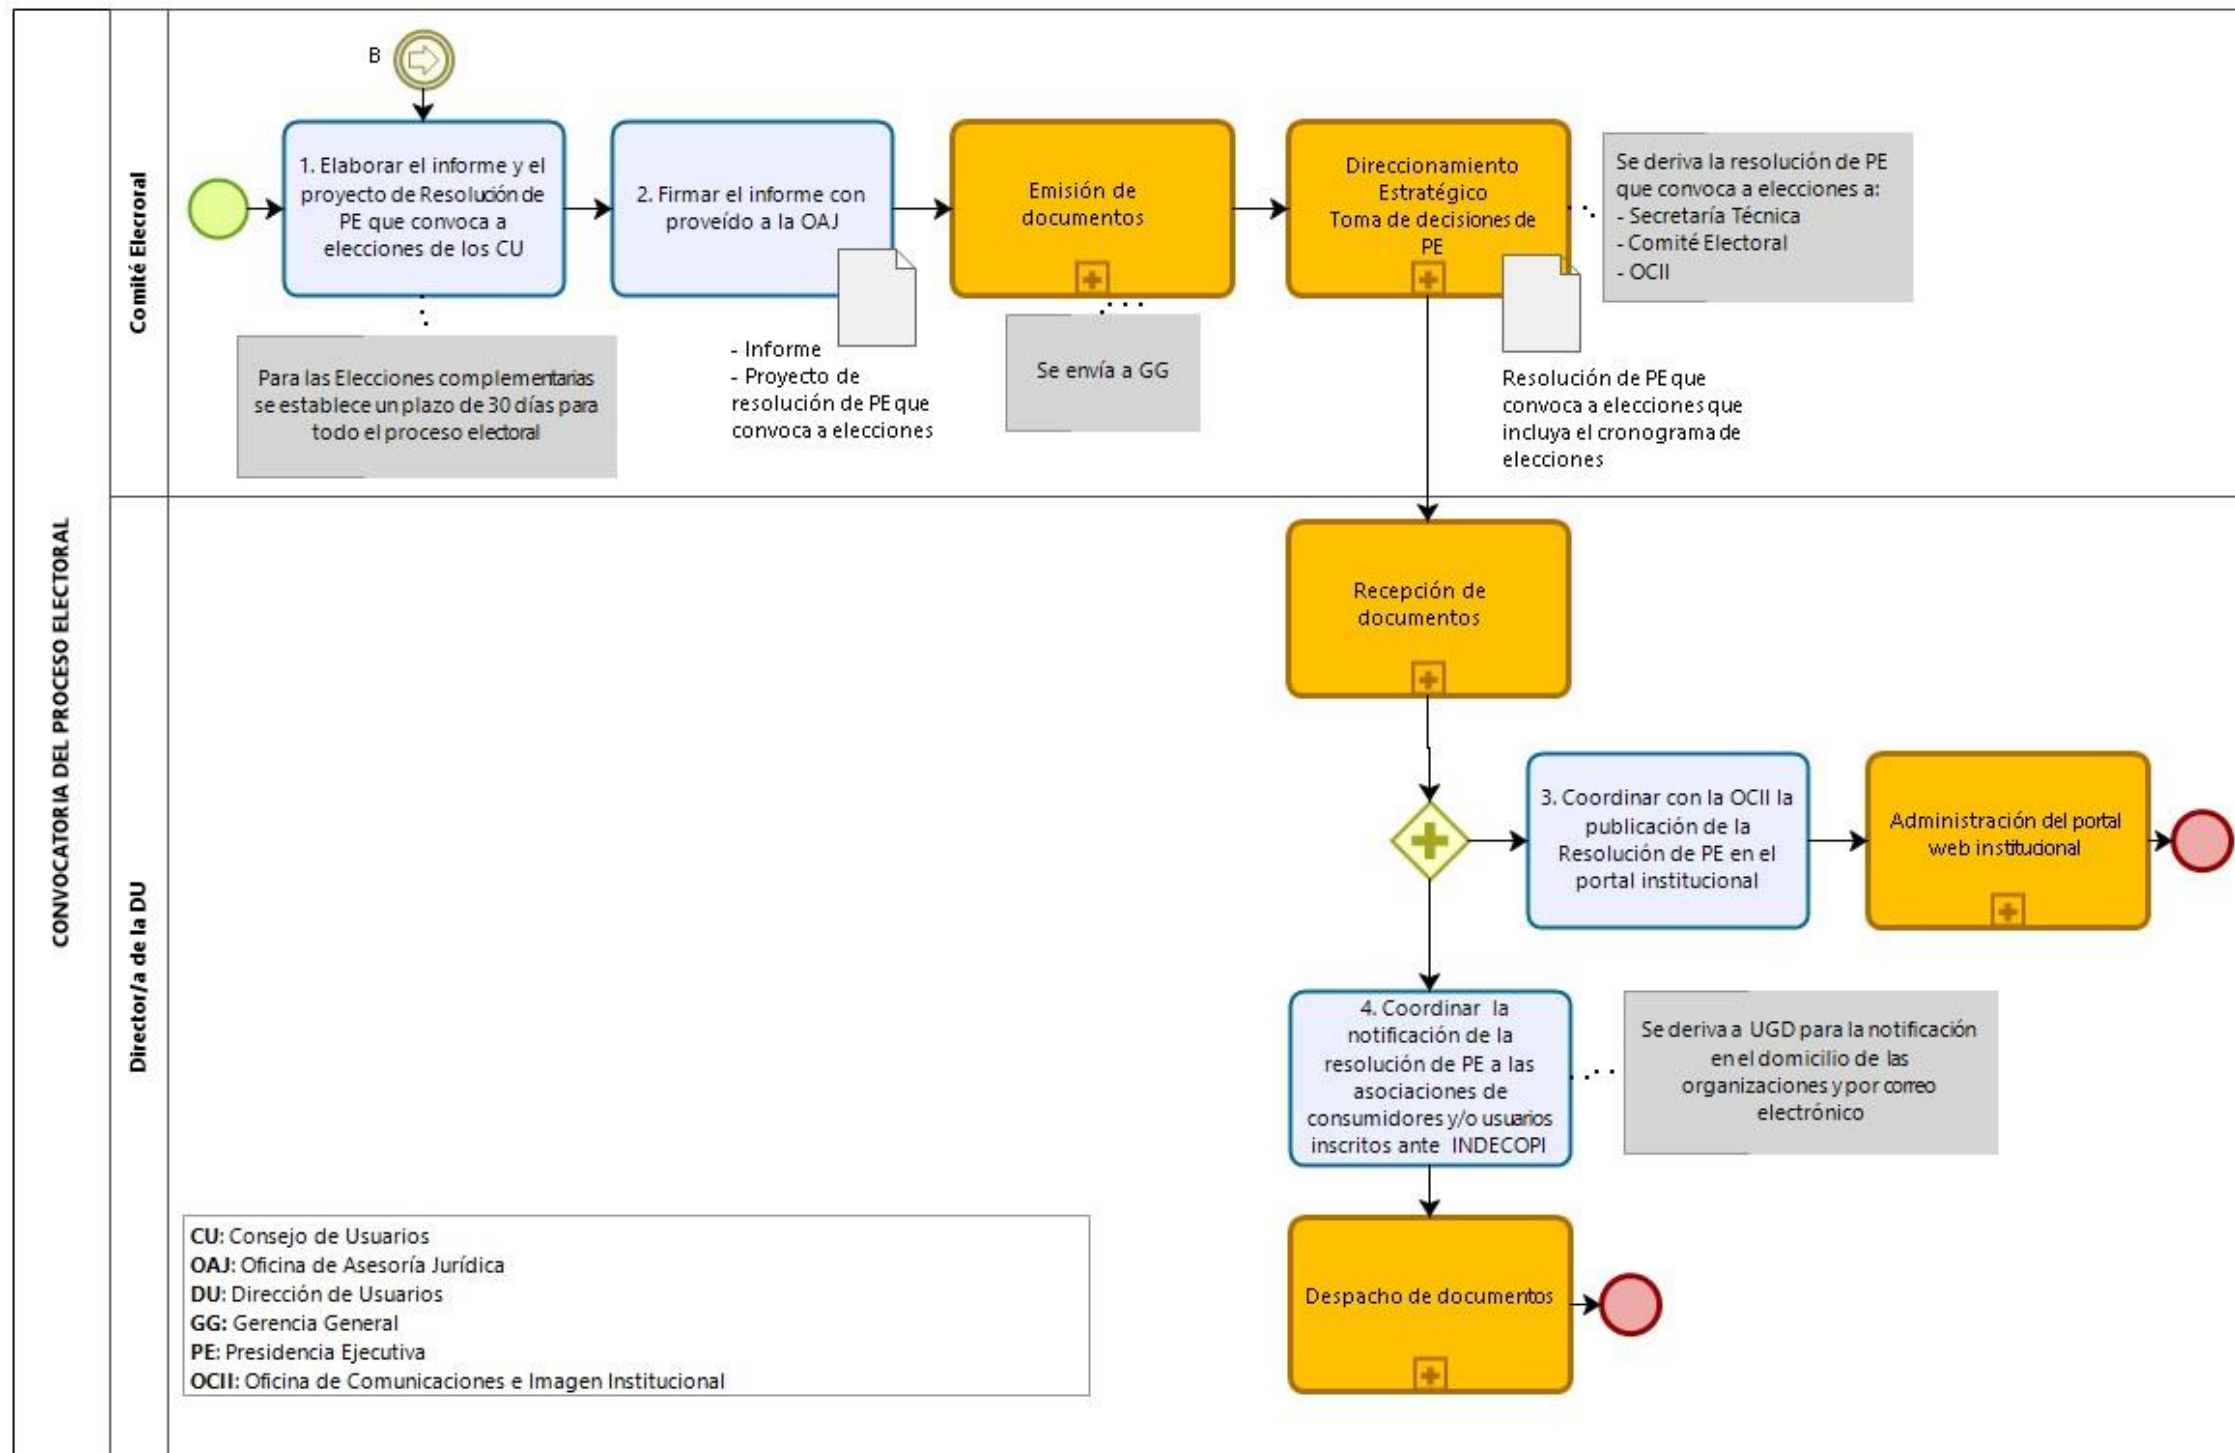 CONVOCATORIA DEL PROCESO ELECTORAL
Comité Elecroral
B
1. Elaborar el informe y el
proyecto de Resolución de
PE que convoca a
elecciones de los CU
2. Firmar el informe con
proveído a la OAJ
Emisión de
documentos
Direccionamiento
Estratégico
Toma de decisiones de
PE
Se deriva la resolución de PE
que convoca a elecciones a:
- Secretaría Técnica
- Comité Electoral
- OCII
Para las Elecciones complementarias
se establece un plazo de 30 días para
todo el proceso electoral
- Informe
- Proyecto de
resolución de PE que
convoca a elecciones
Se envía a GG
Resolución de PE que
convoca a elecciones que
incluya el cronograma de
elecciones
Director/a de la DU
Recepción de
documentos
3. Coordinar con la OCII la
publicación de la
Resolución de PE en el
portal institucional
Administración del portal
web institucional
4. Coordinar la
notificación de la
resolución de PE a las
asociaciones de
consumidores y/o usuarios
inscritos ante INDECOPI
Se deriva a UGD para la notificación
en el domicilio de las
organizaciones y por correo
electrónico
Despacho de documentos
CU: Consejo de Usuarios
OAJ: Oficina de Asesoría Jurídica
DU: Dirección de Usuarios
GG: Gerencia General
PE: Presidencia Ejecutiva
OCII: Oficina de Comunicaciones e Imagen Institucional